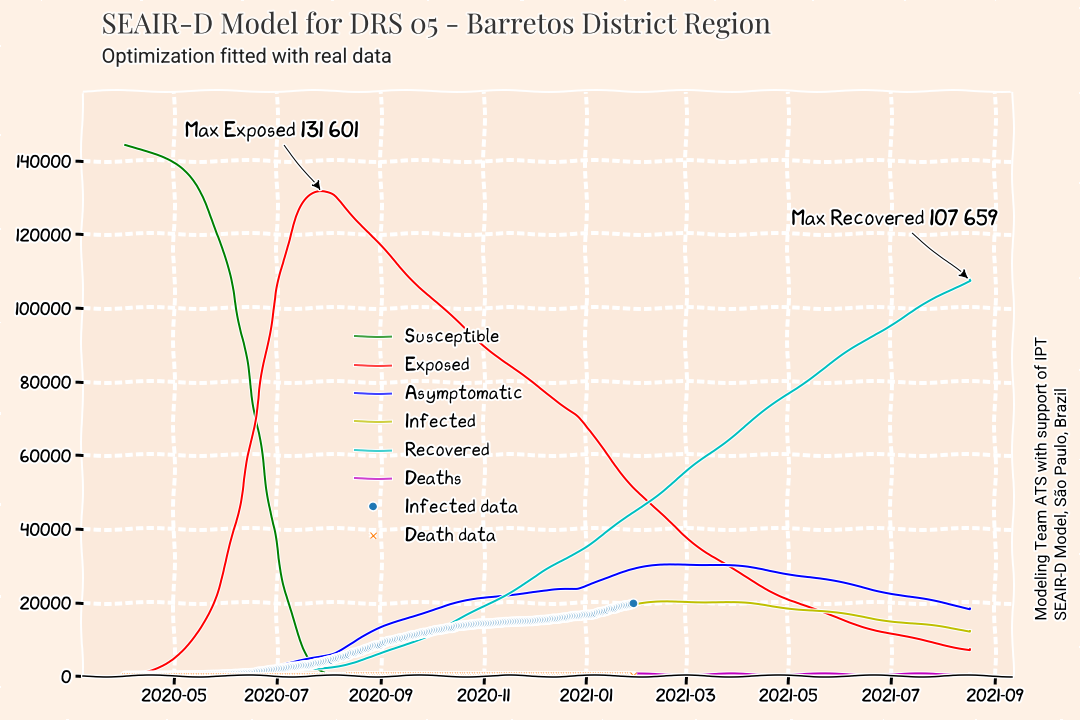 SEAIR-D Model for DRS 05 - Barretos District Region
Optimization fitted with real data
Max Exposed 131 601
Max Recovered 107 659
140000
120000
100000
80000
60000
40000
20000
0
Susceptible
Exposed
Asymptomatic
Infected
Recovered
Deaths
Infected data
Death data
2020-05
2020-07
2020-09
2020-11
2021-01
2021-03
2021-05
2021-07
2021-09
Modeling Team ATS with support of IPT
SEAIR-D Model, São Paulo, Brazil